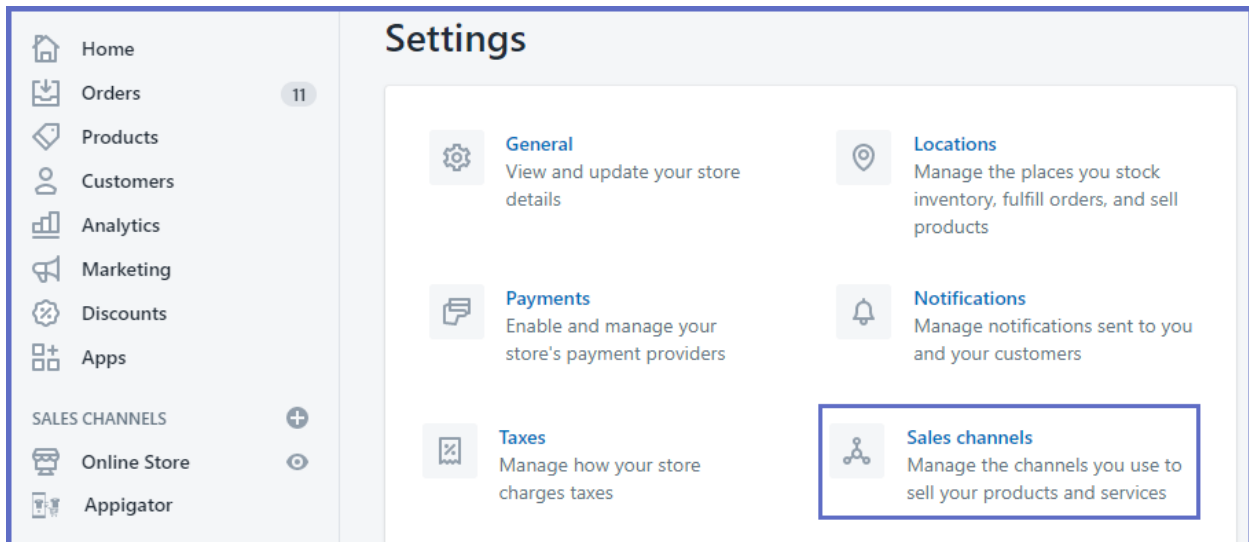 Home
Orders
11
Products
Customers
Analytics
Marketing
Discounts
Apps
SALES CHANNELS
Online Store
Appigator
Settings
General
View and update your store
details
Locations
Manage the places you stock
inventory, fulfill orders, and sell
products
Payments
Enable and manage your
store's payment providers
Notifications
Manage notifications sent to you
and your customers
Taxes
Manage how your store
charges taxes
Sales channels
Manage the channels you use to
sell your products and services